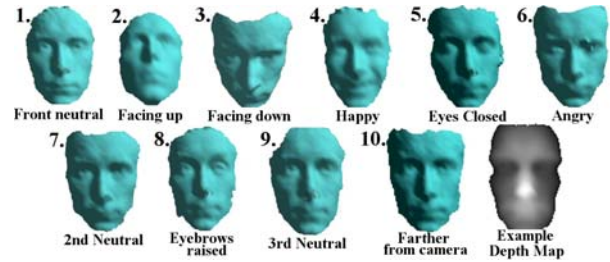 1. 2. 3. 4. 5. 6.
Front neutral Facing up Facing down Happy Eyes Closed Angry
7. 8. 9. 10.
2nd Neutral Eyebrows raised 3rd Neutral Farther from camera Example Depth Map